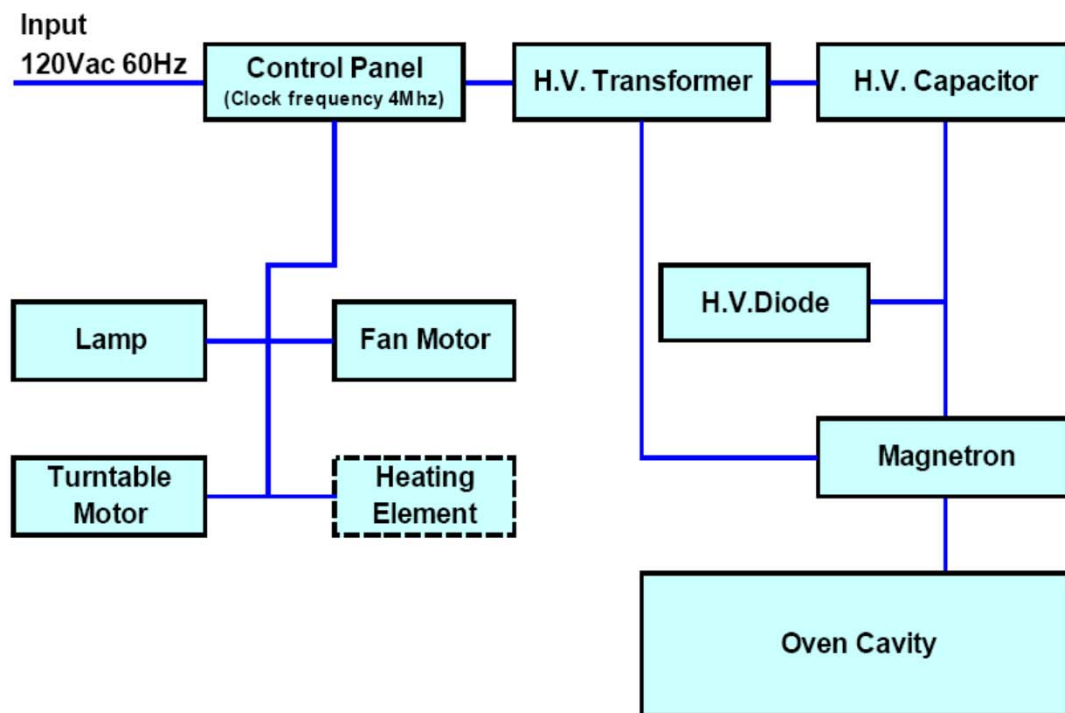 Input
120Vac 60Hz
Control Panel
(Clock frequency 4Mhz)
H.V. Transformer
H.V. Capacitor
H.V.Diode
Lamp
Fan Motor
Magnetron
Turntable
Motor
Heating
Element
Oven Cavity